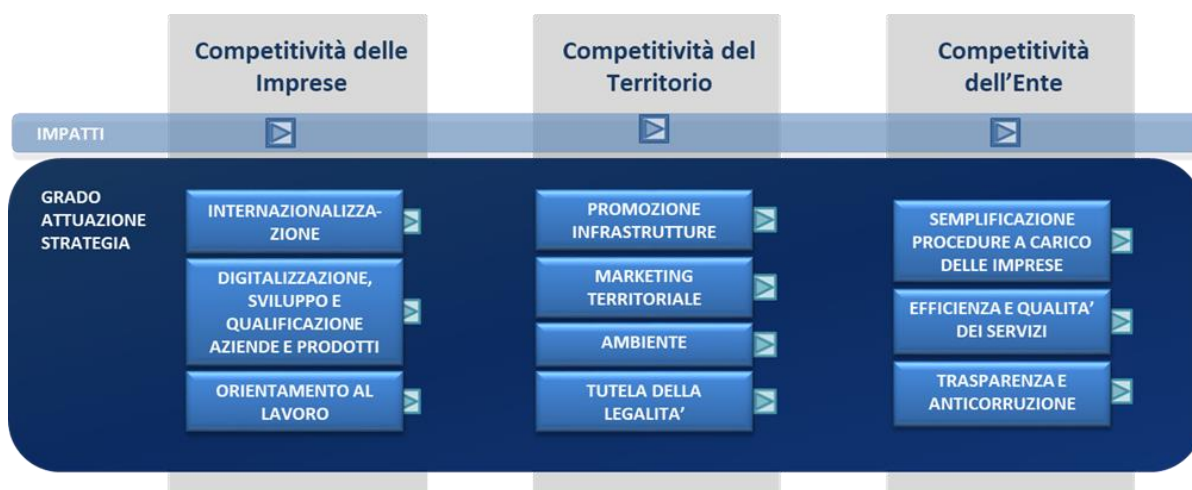 Competitività delle
Imprese
Competitività del
Territorio
Competitività
dell’Ente
IMPATTI
GRADO
ATTUAZIONE
STRATEGIA
INTERNAZIONALIZZA-
ZIONE
DIGITALIZZAZIONE,
SVILUPPO E
QUALIFICAZIONE
AZIENDE E PRODOTTI
ORIENTAMENTO AL
LAVORO
PROMOZIONE
INFRASTRUTTURE
MARKETING
TERRITORIALE
AMBIENTE
TUTELA DELLA
LEGALITA’
SEMPLIFICAZIONE
PROCEDURE A CARICO
DELLE IMPRESE
EFFICIENZA E QUALITA’
DEI SERVIZI
TRASPARENZA E
ANTICORRUZIONE